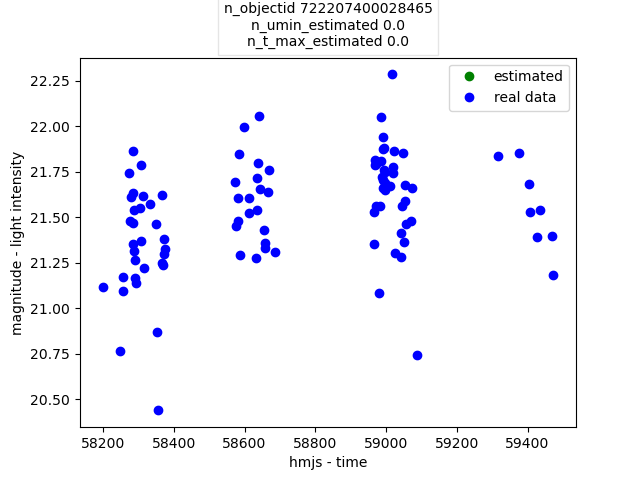 n_objectid 722207400028465
n_umin_estimated 0.0
n_t_max_estimated 0.0
estimated
real data
22.25
22.00
21.75
21.50
21.25
21.00
20.75
20.50
magnitude - light intensity
58200 58400 58600 58800 59000 59200 59400
hmjs - time